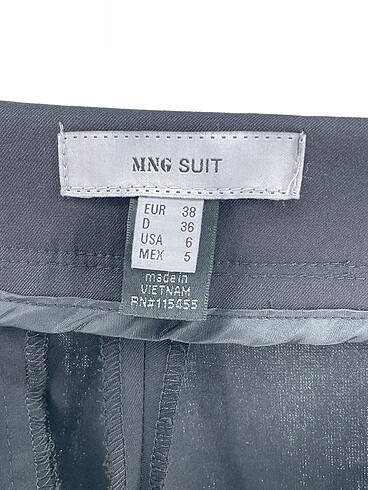 MNG SUIT
EUR 38
D 36
USA 6
MEX 5
made in
VIETNAM
RN#115455